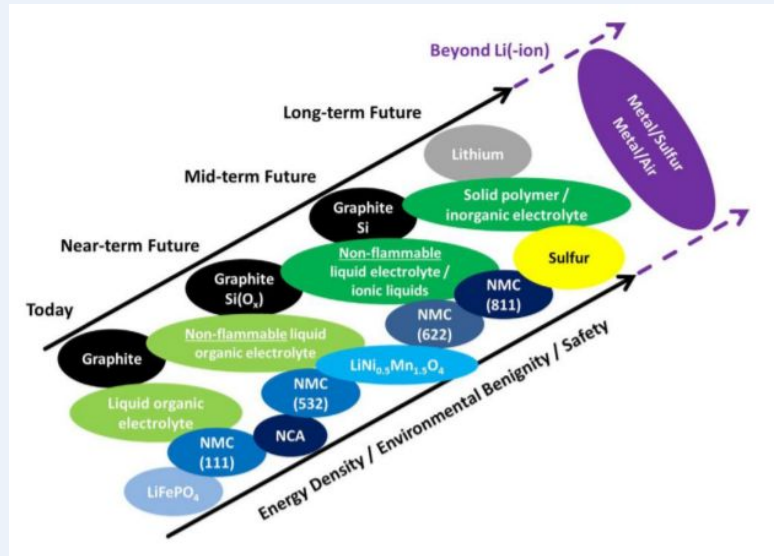 Beyond Li(-ion)
Long-term Future
Metal/Sulfur
Metal/Air
Lithium
Mid-term Future
Solid polymer /
inorganic electrolyte
Graphite
Si
Near-term Future
Non-flammable
liquid electrolyte /
ionic liquids
Sulfur
Graphite
Si(Oₓ)
NMC
(811)
Today
NMC
(622)
Non-flammable liquid
organic electrolyte
Graphite
LiNi₀.₅Mn₁.₅O₄
NMC
(532)
Liquid organic
electrolyte
NCA
NMC
(111)
LiFePO₄
Energy Density / Environmental Benignity / Safety